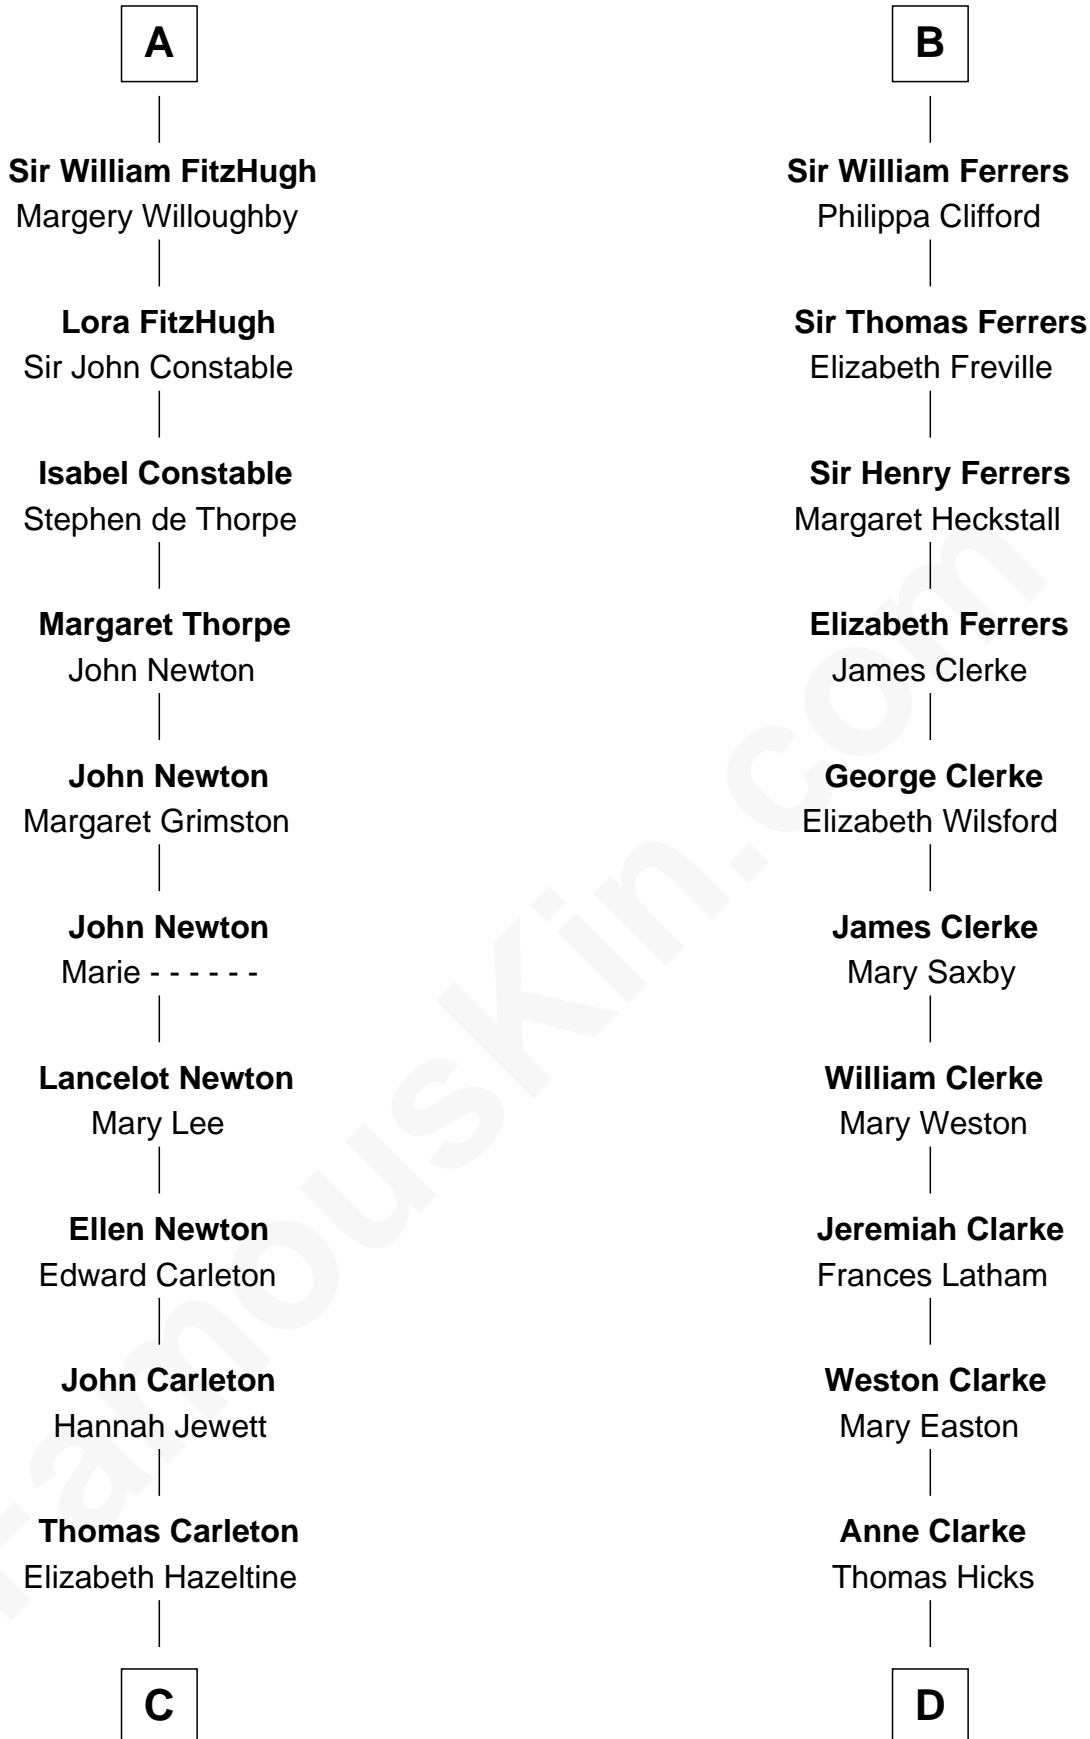 A
Sir William FitzHugh
Margery Willoughby
Lora FitzHugh
Sir John Constable
Isabel Constable
Stephen de Thorpe
Margaret Thorpe
John Newton
John Newton
Margaret Grimston
John Newton
Marie - - - - - -
Lancelot Newton
Mary Lee
Ellen Newton
Edward Carleton
John Carleton
Hannah Jewett
Thomas Carleton
Elizabeth Hazeltine
C
B
Sir William Ferrers
Philippa Clifford
Sir Thomas Ferrers
Elizabeth Freville
Sir Henry Ferrers
Margaret Heckstall
Elizabeth Ferrers
James Clerke
George Clerke
Elizabeth Wilsford
James Clerke
Mary Saxby
William Clerke
Mary Weston
Jeremiah Clarke
Frances Latham
Weston Clarke
Mary Easton
Anne Clarke
Thomas Hicks
D
FamousKin.com